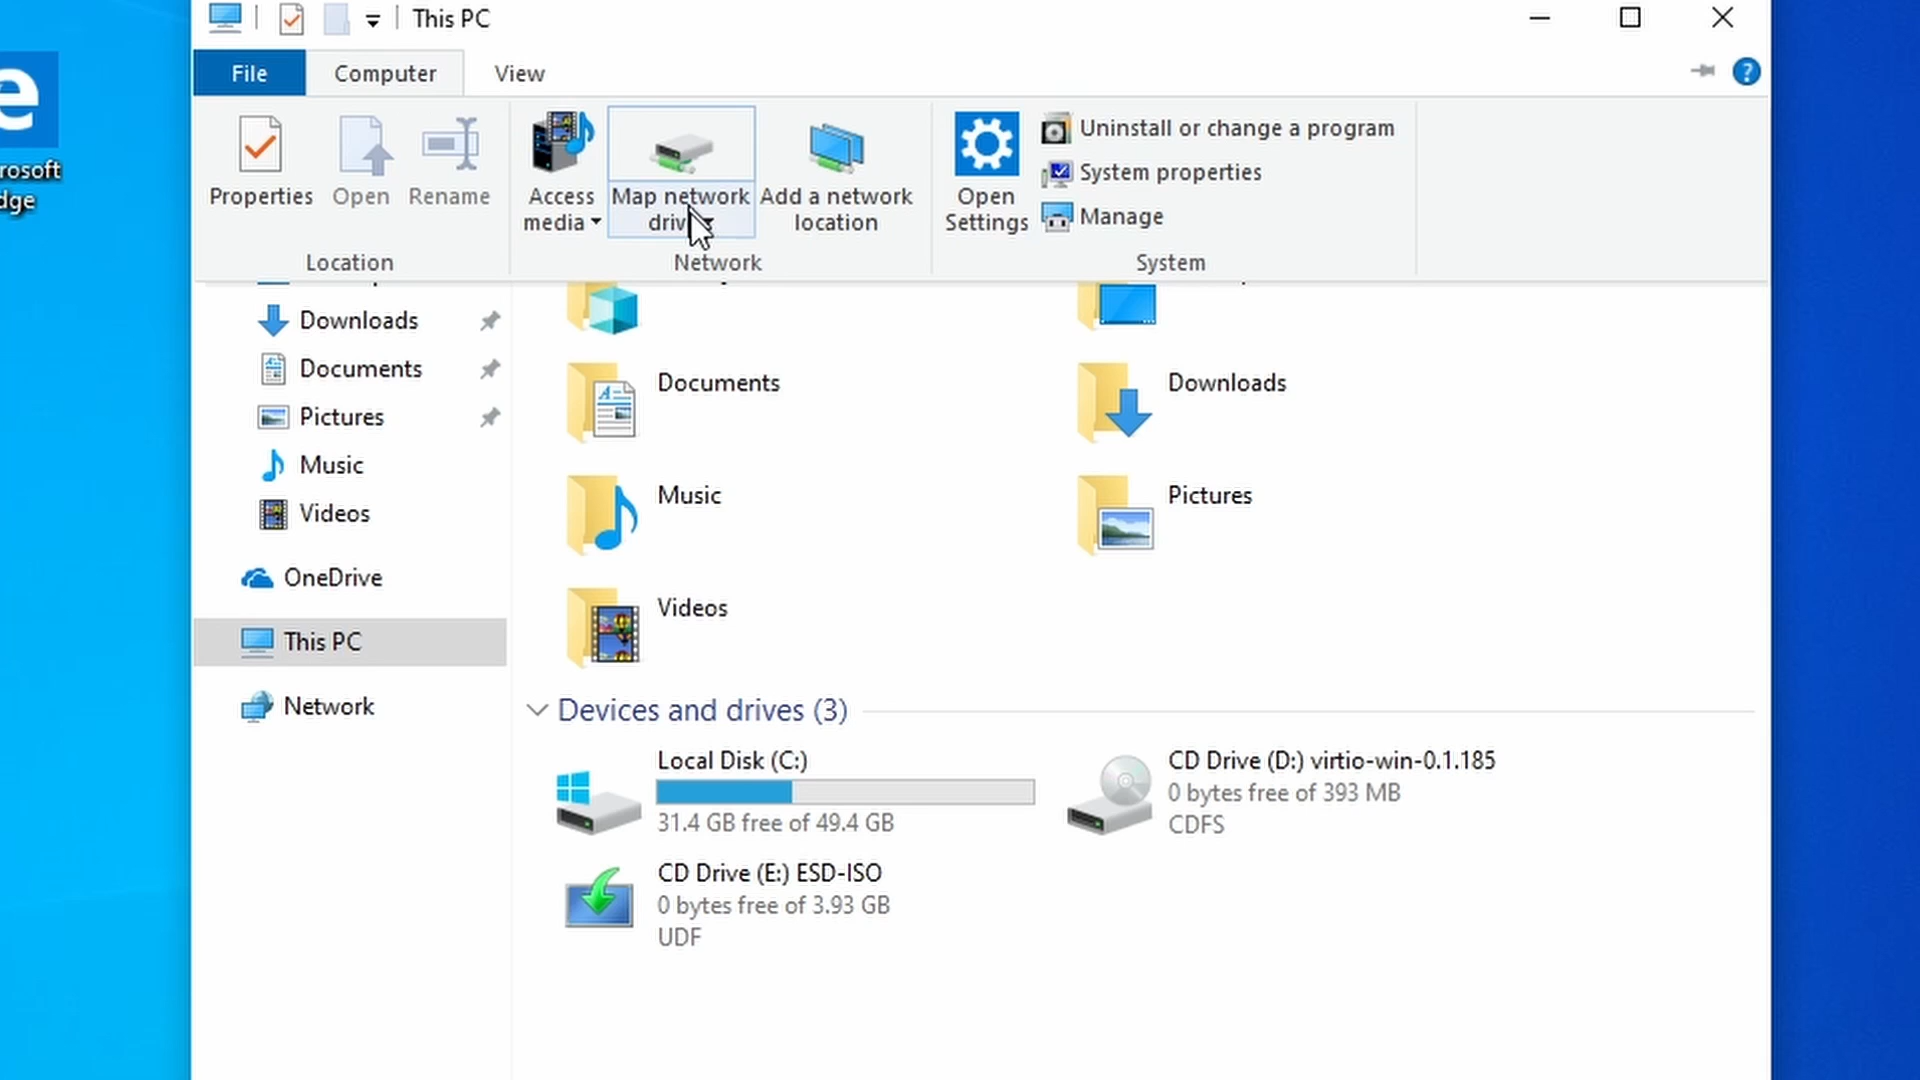 This PC
File
Computer
View
Properties
Open
Rename
Access
media
Map network
Add a network
location
Open
Settings
Uninstall or change a program
System properties
Manage
Location
Network
System
rosoft
dge
Downloads
Documents
Pictures
Music
Videos
OneDrive
This PC
Network
Documents
Downloads
Music
Pictures
Videos
Devices and drives (3)
Local Disk (C:)
31.4 GB free of 49.4 GB
CD Drive (D:) virtio-win-0.1.185
0 bytes free of 393 MB
CDFS
CD Drive (E:) ESD-ISO
0 bytes free of 3.93 GB
UDF